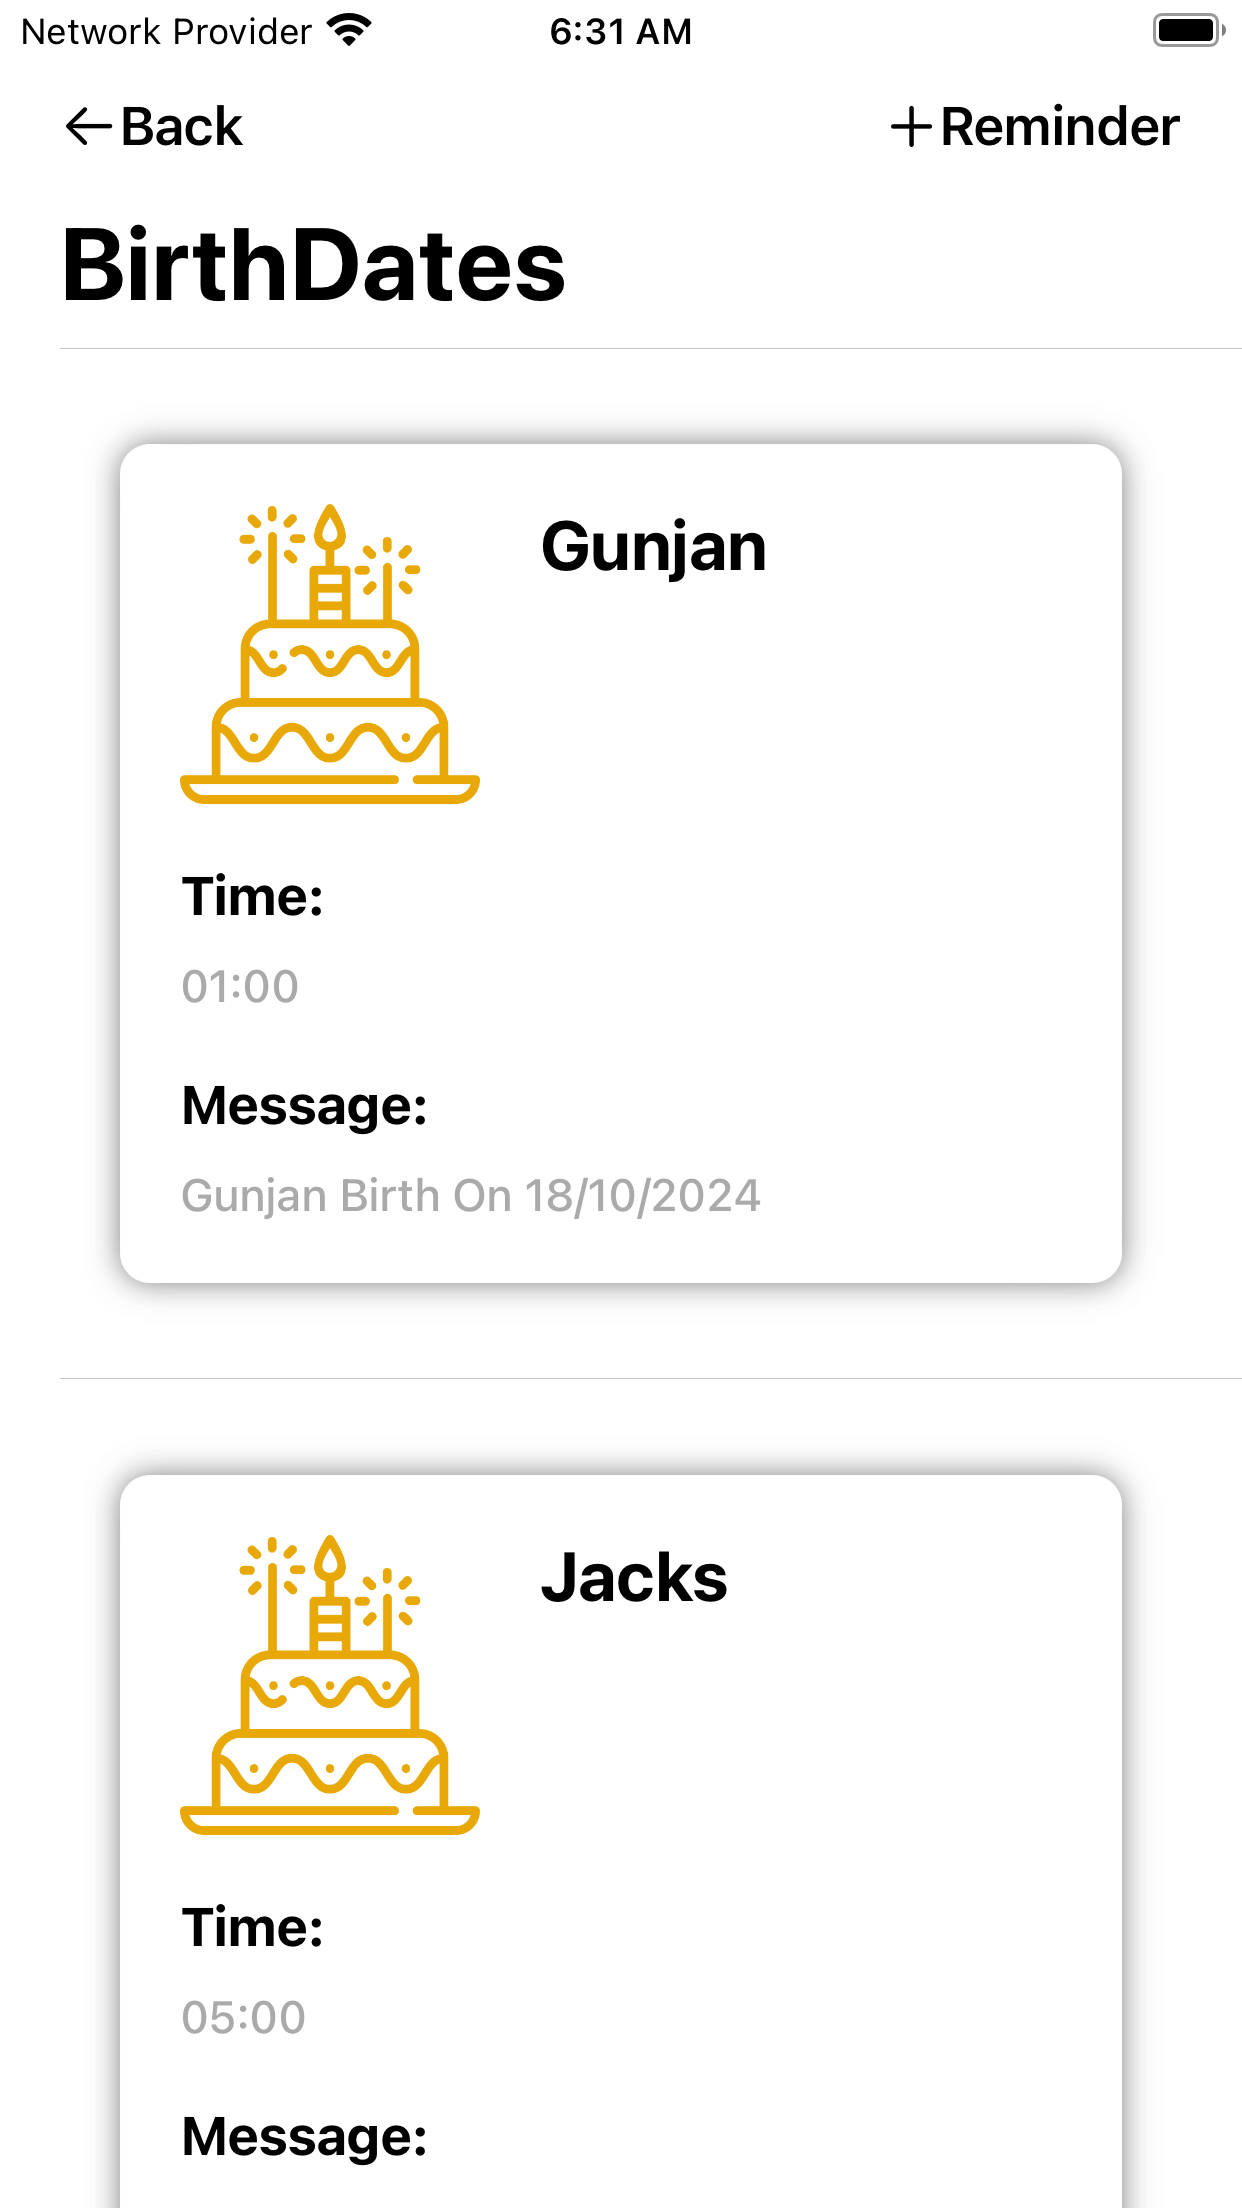 Network Provider 6:31 AM
Back +Reminder
BirthDates
Gunjan
Time:
01:00
Message:
Gunjan Birth On 18/10/2024
Jacks
Time:
05:00
Message: